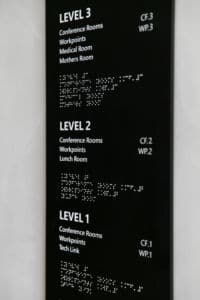 LEVEL 3
Conference Rooms CF.3
Workpoints WP.3
Medical Room
Mothers Room
LEVEL 2
Conference Rooms CF.2
Workpoints WP.2
Lunch Room
LEVEL 1
Conference Rooms CF.1
Workpoints WP.1
Tech Link